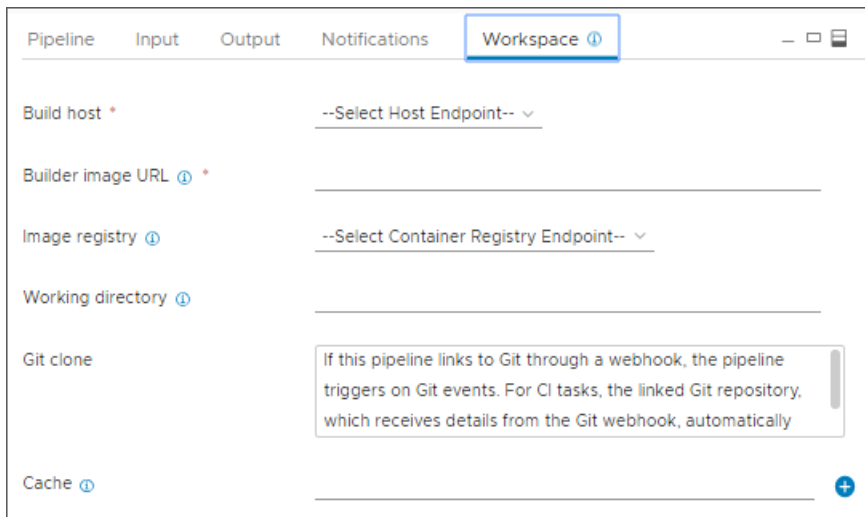 Pipeline Input Output Notifications Workspace
Build host * --Select Host Endpoint--
Builder image URL *
Image registry --Select Container Registry Endpoint--
Working directory
Git clone
If this pipeline links to Git through a webhook, the pipeline
triggers on Git events. For CI tasks, the linked Git repository,
which receives details from the Git webhook, automatically
Cache